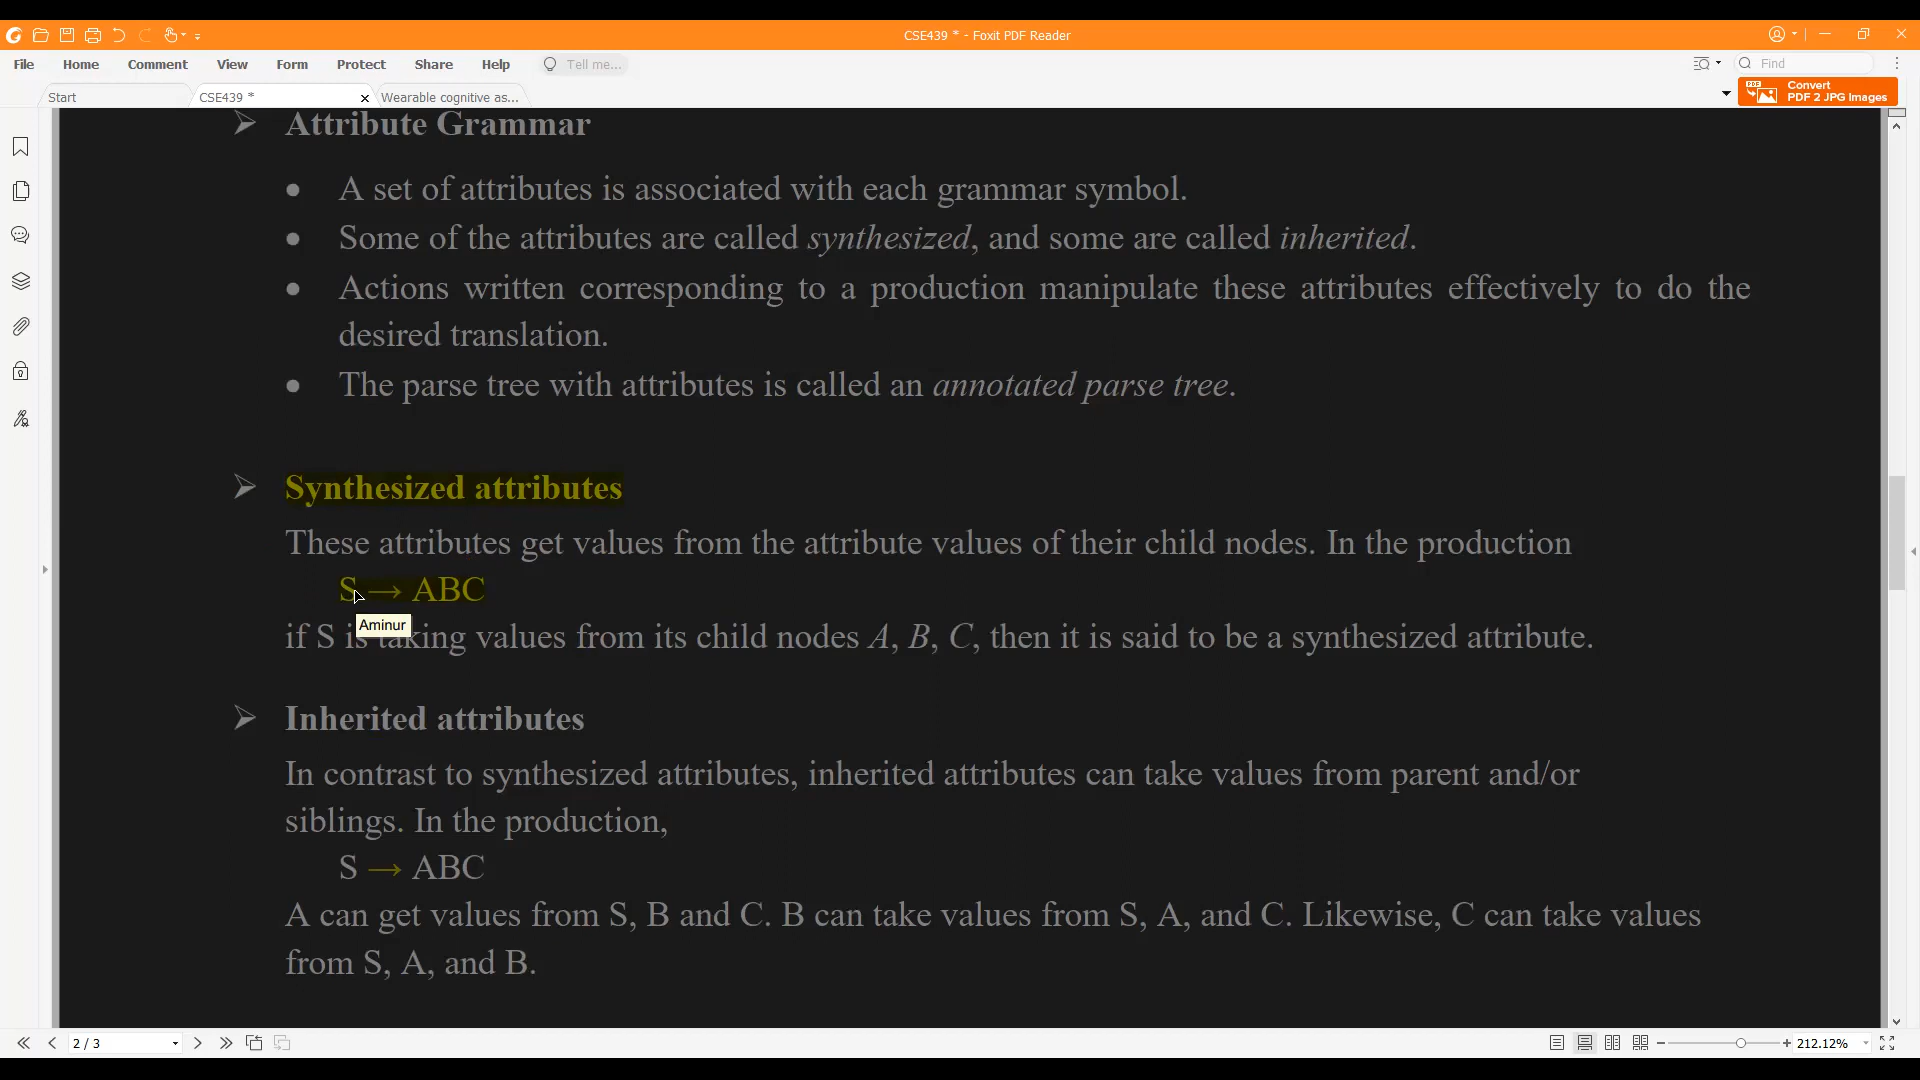 CSE439 * - Foxit PDF Reader
File Home Comment View Form Protect Share Help Tell me... Find
Start CSE439 * Wearable cognitive as...
Convert
PDF 2 JPG Images
➢ Attribute Grammar
• A set of attributes is associated with each grammar symbol.
• Some of the attributes are called synthesized, and some are called inherited.
• Actions written corresponding to a production manipulate these attributes effectively to do the
desired translation.
• The parse tree with attributes is called an annotated parse tree.
➢ Synthesized attributes
These attributes get values from the attribute values of their child nodes. In the production
S → ABC
Aminur
if S is taking values from its child nodes A, B, C, then it is said to be a synthesized attribute.
➢ Inherited attributes
In contrast to synthesized attributes, inherited attributes can take values from parent and/or
siblings. In the production,
S → ABC
A can get values from S, B and C. B can take values from S, A, and C. Likewise, C can take values
from S, A, and B.
2 / 3 212.12%